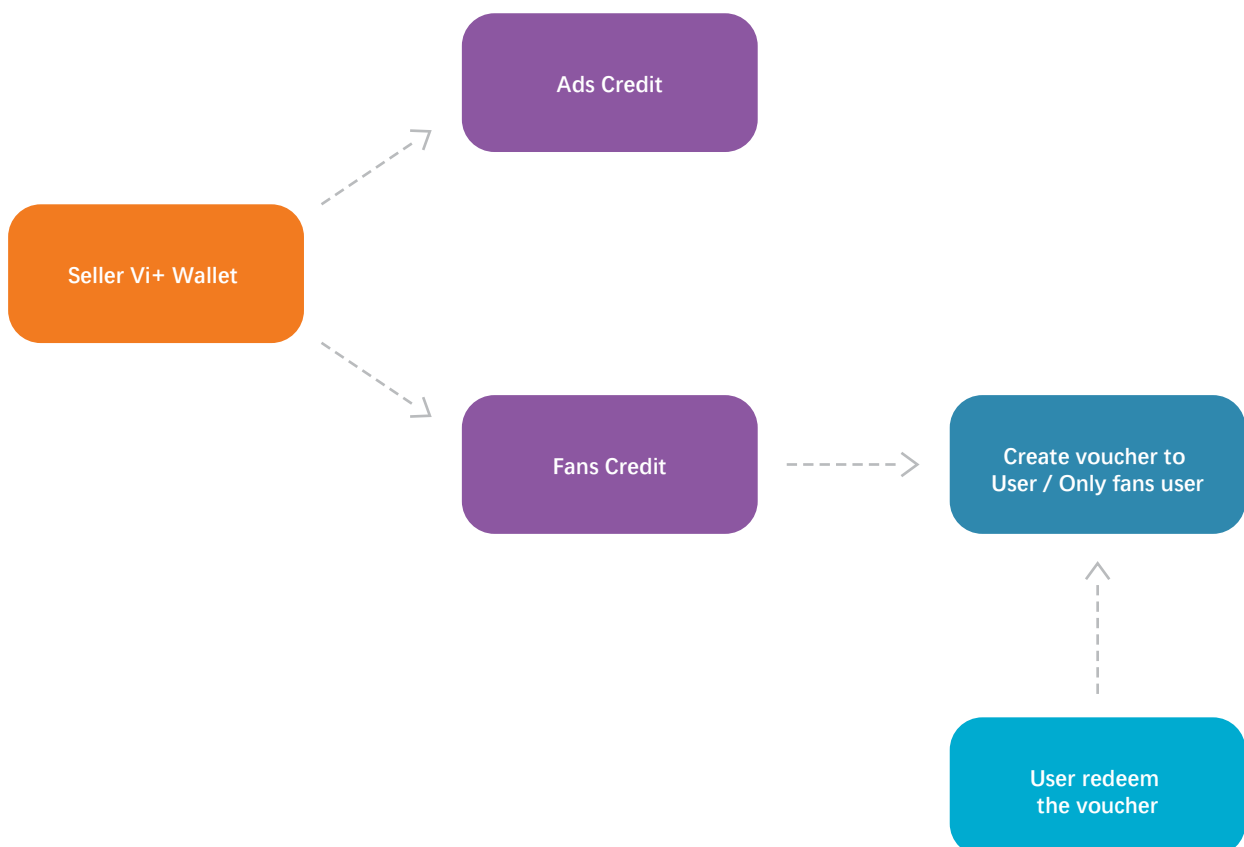 Ads Credit
Seller Vi+ Wallet
Fans Credit
Create voucher to
User / Only fans user
User redeem
the voucher